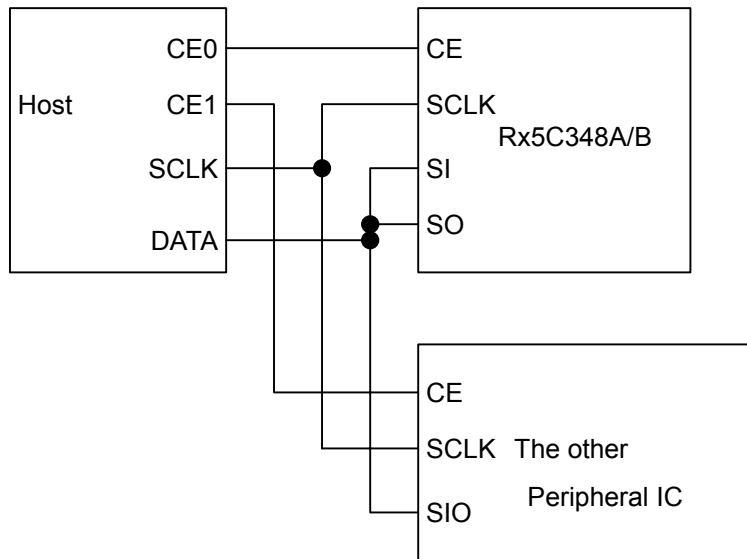 CE0
CE1
SCLK
DATA
Host
CE
SCLK
SI
SO
Rx5C348A/B
CE
SCLK
SIO
The other
Peripheral IC